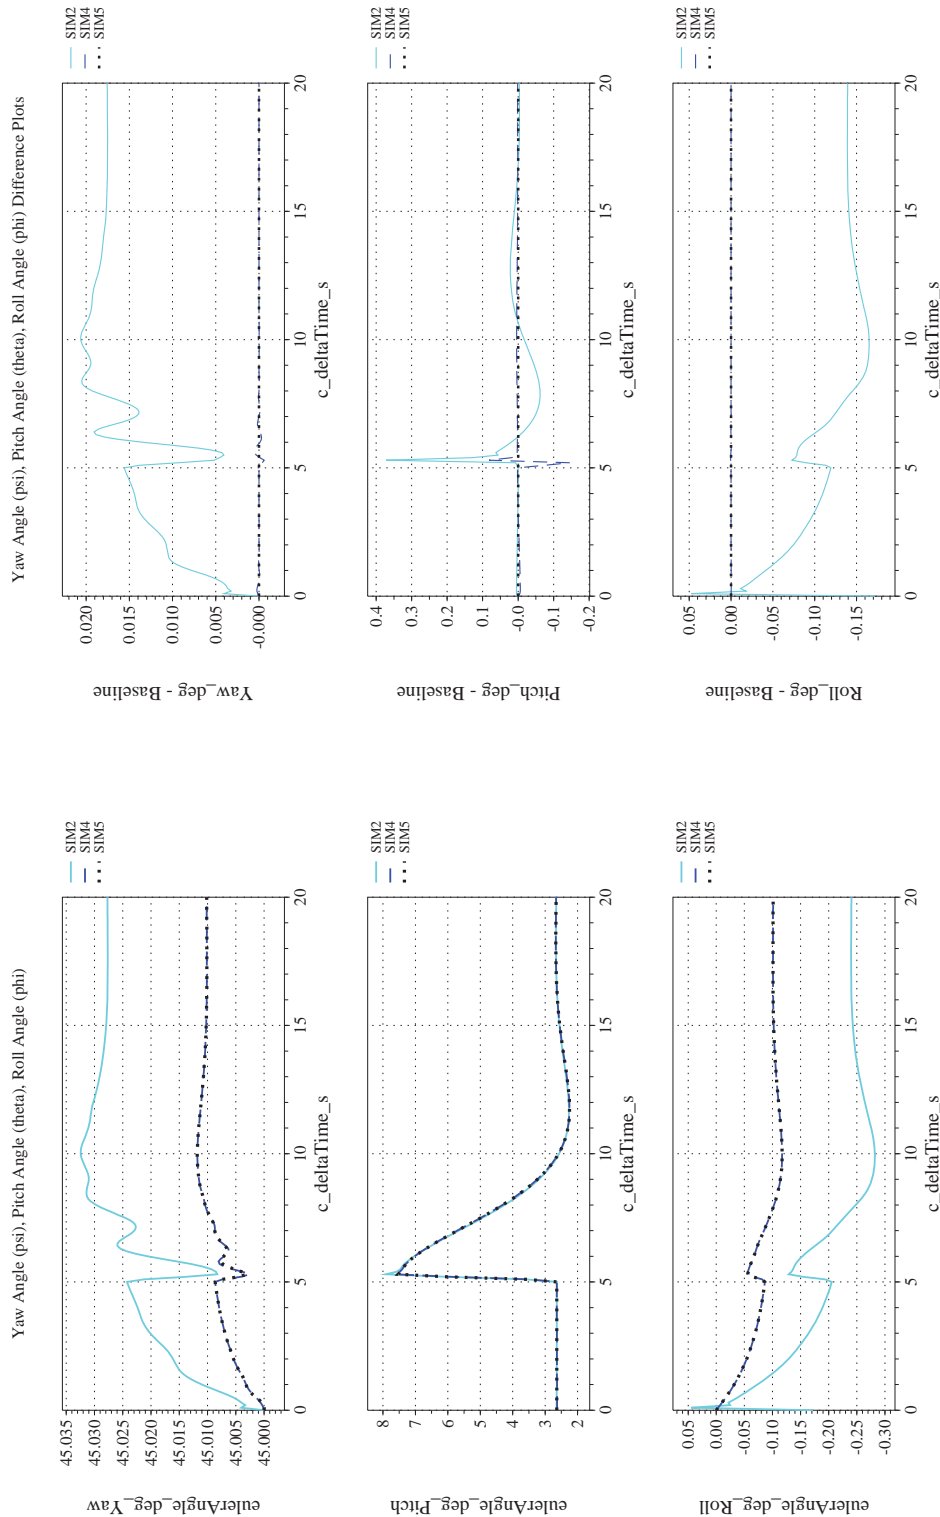 Yaw Angle (psi), Pitch Angle (theta), Roll Angle (phi)
eulerAngle_deg_Yaw
45.035
45.030
45.025
45.020
45.015
45.010
45.005
45.000
0
5
10
15
20
c_deltaTime_s
SIM2
SIM4
SIM5
eulerAngle_deg_Pitch
8
7
6
5
4
3
2
0
5
10
15
20
c_deltaTime_s
SIM2
SIM4
SIM5
eulerAngle_deg_Roll
0.05
0.00
-0.05
-0.10
-0.15
-0.20
-0.25
-0.30
0
5
10
15
20
c_deltaTime_s
SIM2
SIM4
SIM5
Yaw Angle (psi), Pitch Angle (theta), Roll Angle (phi) Difference Plots
Yaw_deg - Baseline
0.020
0.015
0.010
0.005
-0.000
0
5
10
15
20
c_deltaTime_s
SIM2
SIM4
SIM5
Pitch_deg - Baseline
0.4
0.3
0.2
0.1
-0.0
-0.1
-0.2
0
5
10
15
20
c_deltaTime_s
SIM2
SIM4
SIM5
Roll_deg - Baseline
0.05
0.00
-0.05
-0.10
-0.15
0
5
10
15
20
c_deltaTime_s
SIM2
SIM4
SIM5